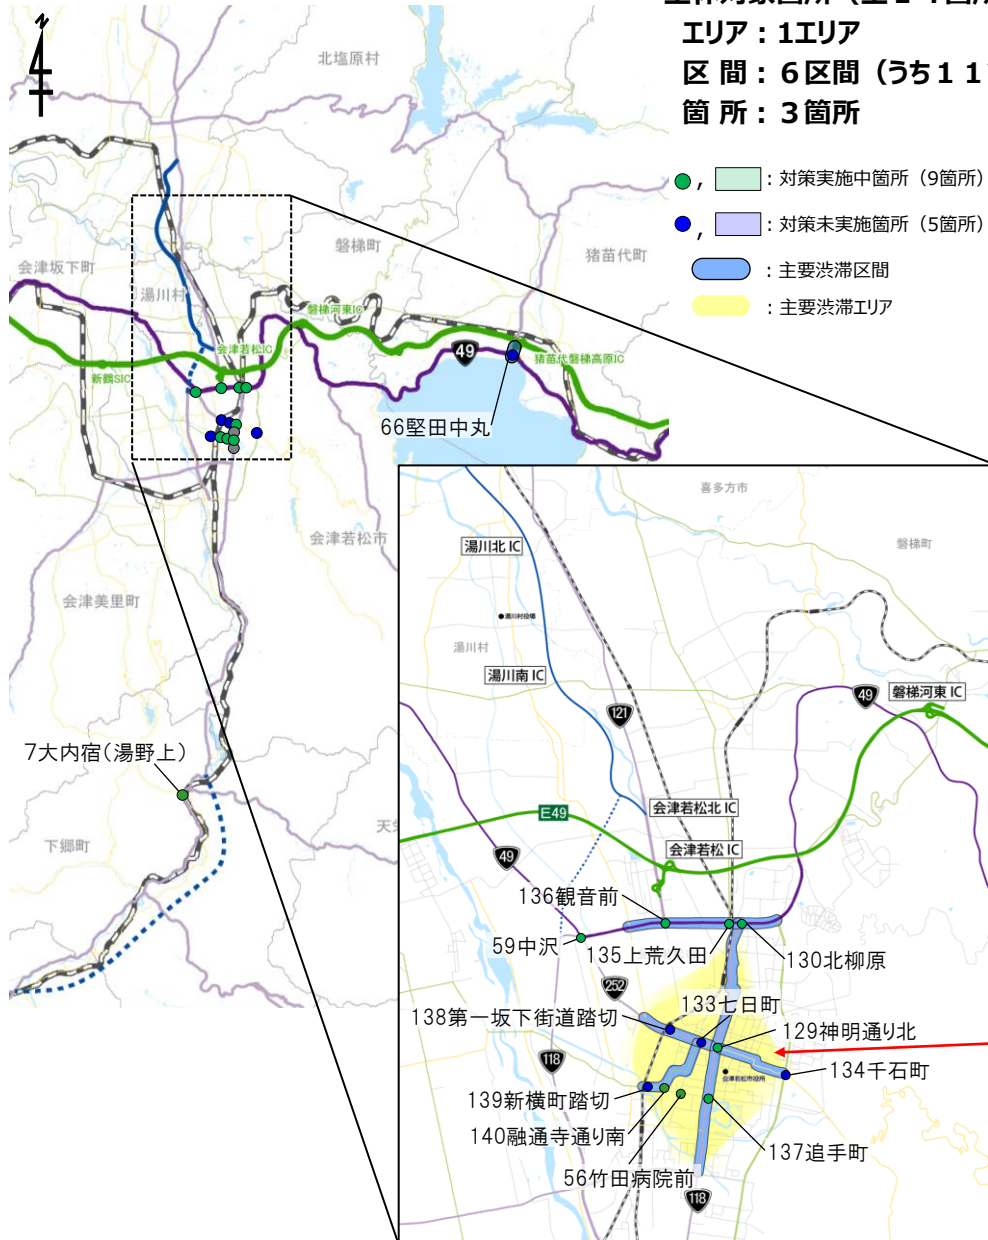 エリア：1エリア
区 間：６区間（うち１１
箇 所：３箇所
，　：対策実施中箇所（9箇所）
，　：対策未実施箇所（5箇所）
：主要渋滞区間
：主要渋滞エリア
北塩原村
磐梯町
猪苗代町
会津坂下町
湯川村
磐梯河東IC
会津若松IC
新鶴SIC
49
猪苗代磐梯高原IC
66堅田中丸
会津若松市
会津美里町
7大内宿（湯野上）
下郷町
喜多方市
磐梯町
湯川北 IC
湯川村役場
湯川村
湯川南 IC
121
49
磐梯河東 IC
会津若松北 IC
E49
会津若松 IC
49
136観音前
59中沢
135上荒久田
130北柳原
252
133七日町
138第一坂下街道踏切
129神明通り北
118
会津若松市役所
134千石町
139新横町踏切
140融通寺通り南
137追手町
56竹田病院前
118